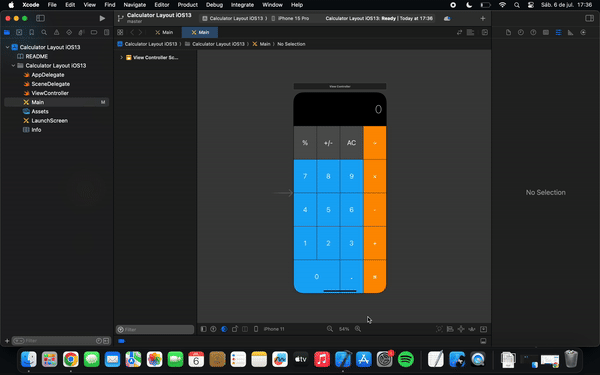 Xcode File Edit View Find Navigate Editor Product Debug Integrate Window Help Sáb. 6 de jul. 17:36
Calculator Layout iOS13
master
Calculator Layout iOS13 iPhone 15 Pro
Calculator Layout iOS13: Ready | Today at 17:36
Main Main
Calculator Layout iOS13
README
Calculator Layout iOS13
AppDelegate
SceneDelegate
ViewController
Main M
Assets
LaunchScreen
Info
Calculator Layout iOS13 Calculator Layout iOS13 Main No Selection
View Controller Sc...
View Controller
0
% +/- AC
7 8 9
4 5 6 -
1 2 3 +
0 . =
No Selection
Filter
Filter
iPhone 11
64%
6
tv